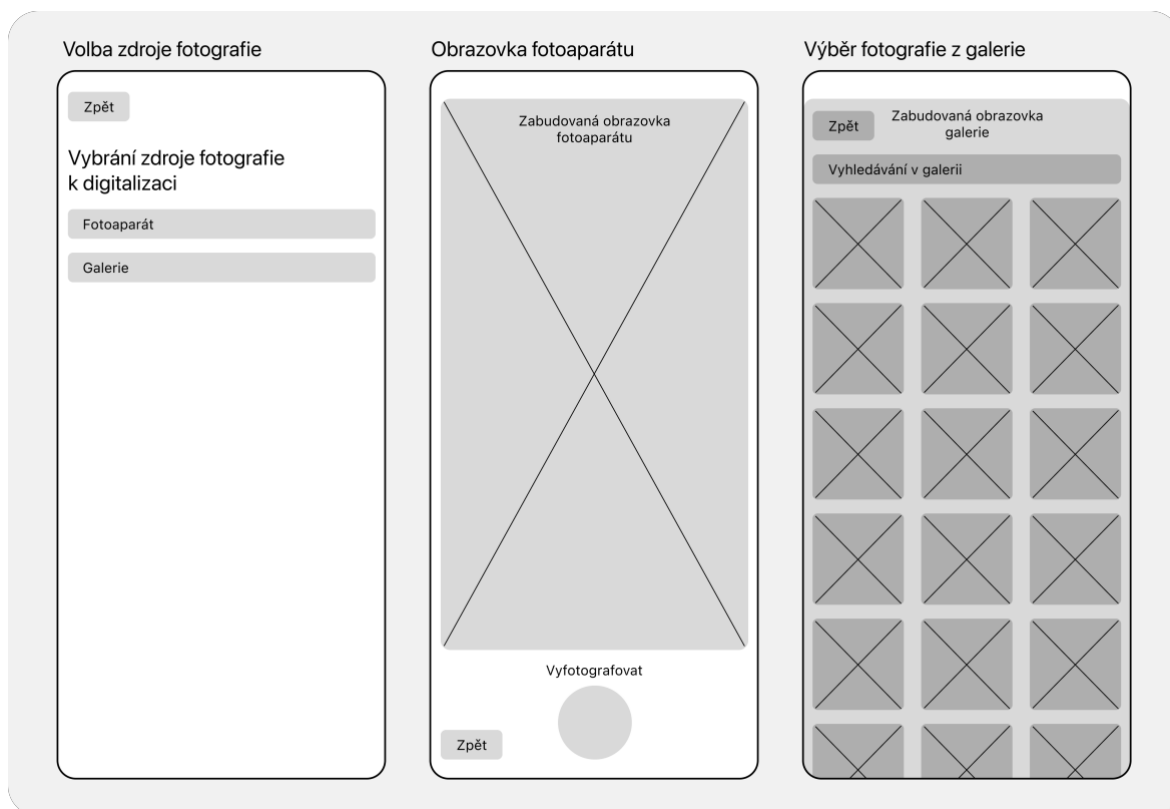 Volba zdroje fotografie
Zpět
Vybrání zdroje fotografie
k digitalizaci
Fotoaparát
Galerie
Obrazovka fotoaparátu
Zabudovaná obrazovka
fotoaparátu
Vyfotografovat
Zpět
Výběr fotografie z galerie
Zpět
Zabudovaná obrazovka
galerie
Vyhledávání v galerii